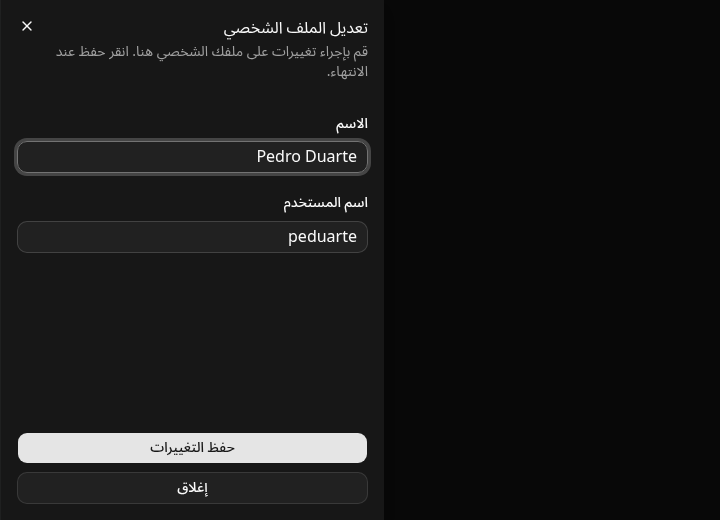 تعديل الملف الشخصي
قم بإجراء تغييرات على ملفك الشخصي هنا. انقر حفظ عند
الانتهاء.
الاسم
Pedro Duarte
اسم المستخدم
peduarte
حفظ التغييرات
إغلاق